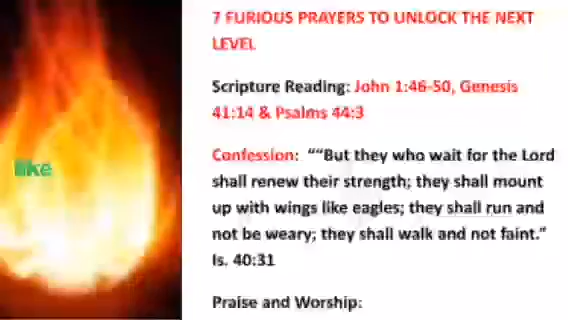 7 FURIOUS PRAYERS TO UNLOCK THE NEXT
LEVEL
Scripture Reading: John 1:46-50, Genesis
41:14 & Psalms 44:3
like
Confession: ““But they who wait for the Lord
shall renew their strength; they shall mount
up with wings like eagles; they shall run and
not be weary; they shall walk and not faint.”
Is. 40:31
Praise and Worship: